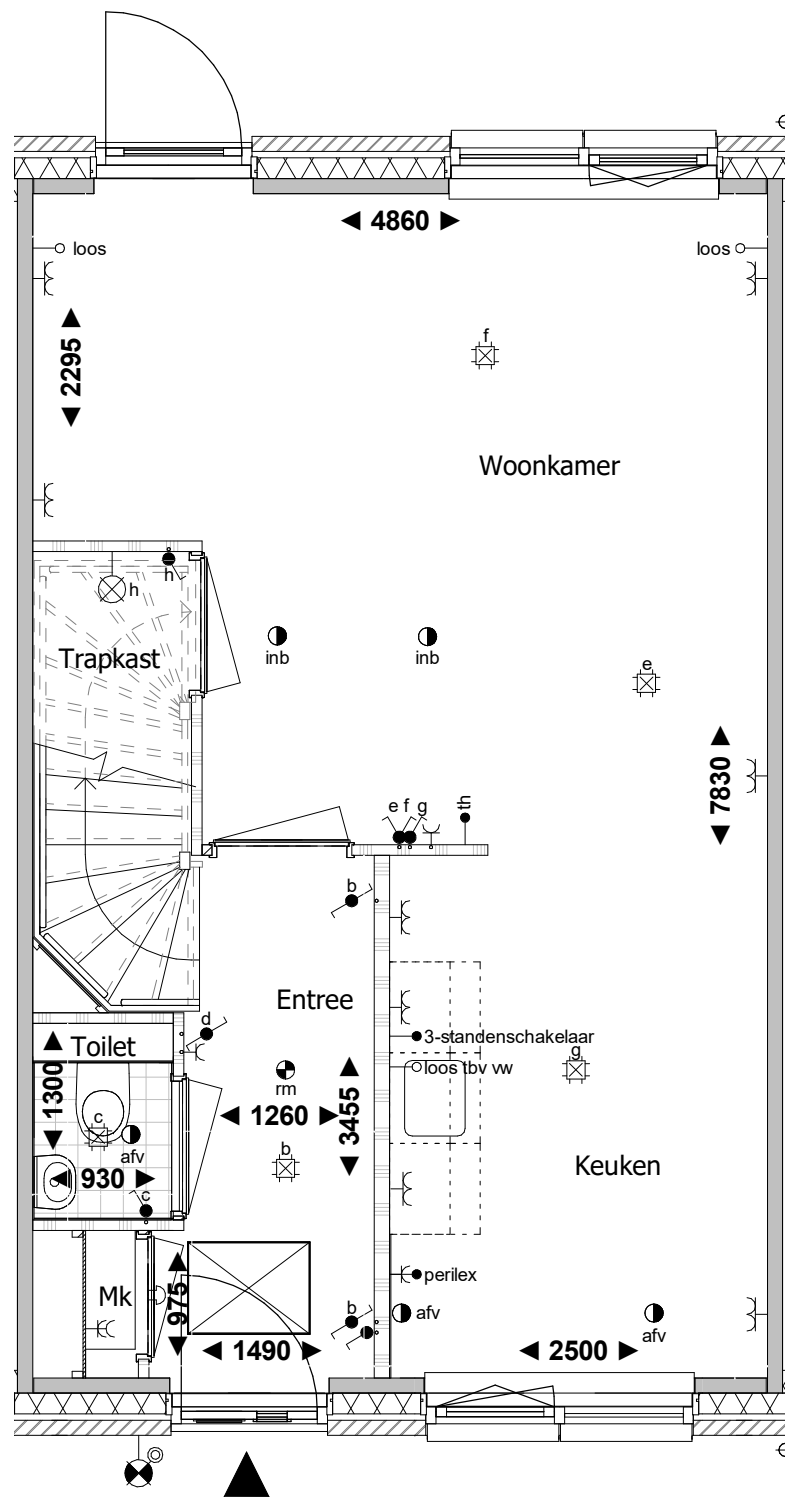 4860
loos
loos
2295
f
Woonkamer
h
h
inb
inb
Trapkast
e
7830
e f g
th
b
Entree
d
3-standenschakelaar
Toilet
g
loos tbv vw
rm
1300
1260
3455
c
afv
b
Keuken
930
c
975
perilex
Mk
b
afv
afv
1490
2500